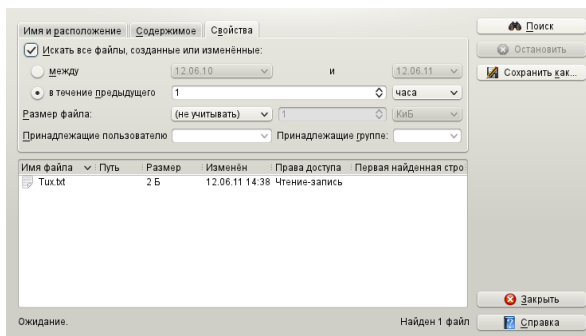 Имя и расположение Содержимое Свойства
Поиск
Искать все файлы, созданные или изменённые:
Остановить
между 12.06.10 и 12.06.11
Сохранить как...
в течение предыдущего 1 часа
Размер файла: (не учитывать) 1 КиБ
Принадлежащие пользователю Принадлежащие группе:
Имя файла Путь Размер Изменён Права доступа Первая найденная стро
Tux.txt 2 Б 12.06.11 14:38 Чтение-запись
Закрыть
Ожидание. Найден 1 файл
Справка